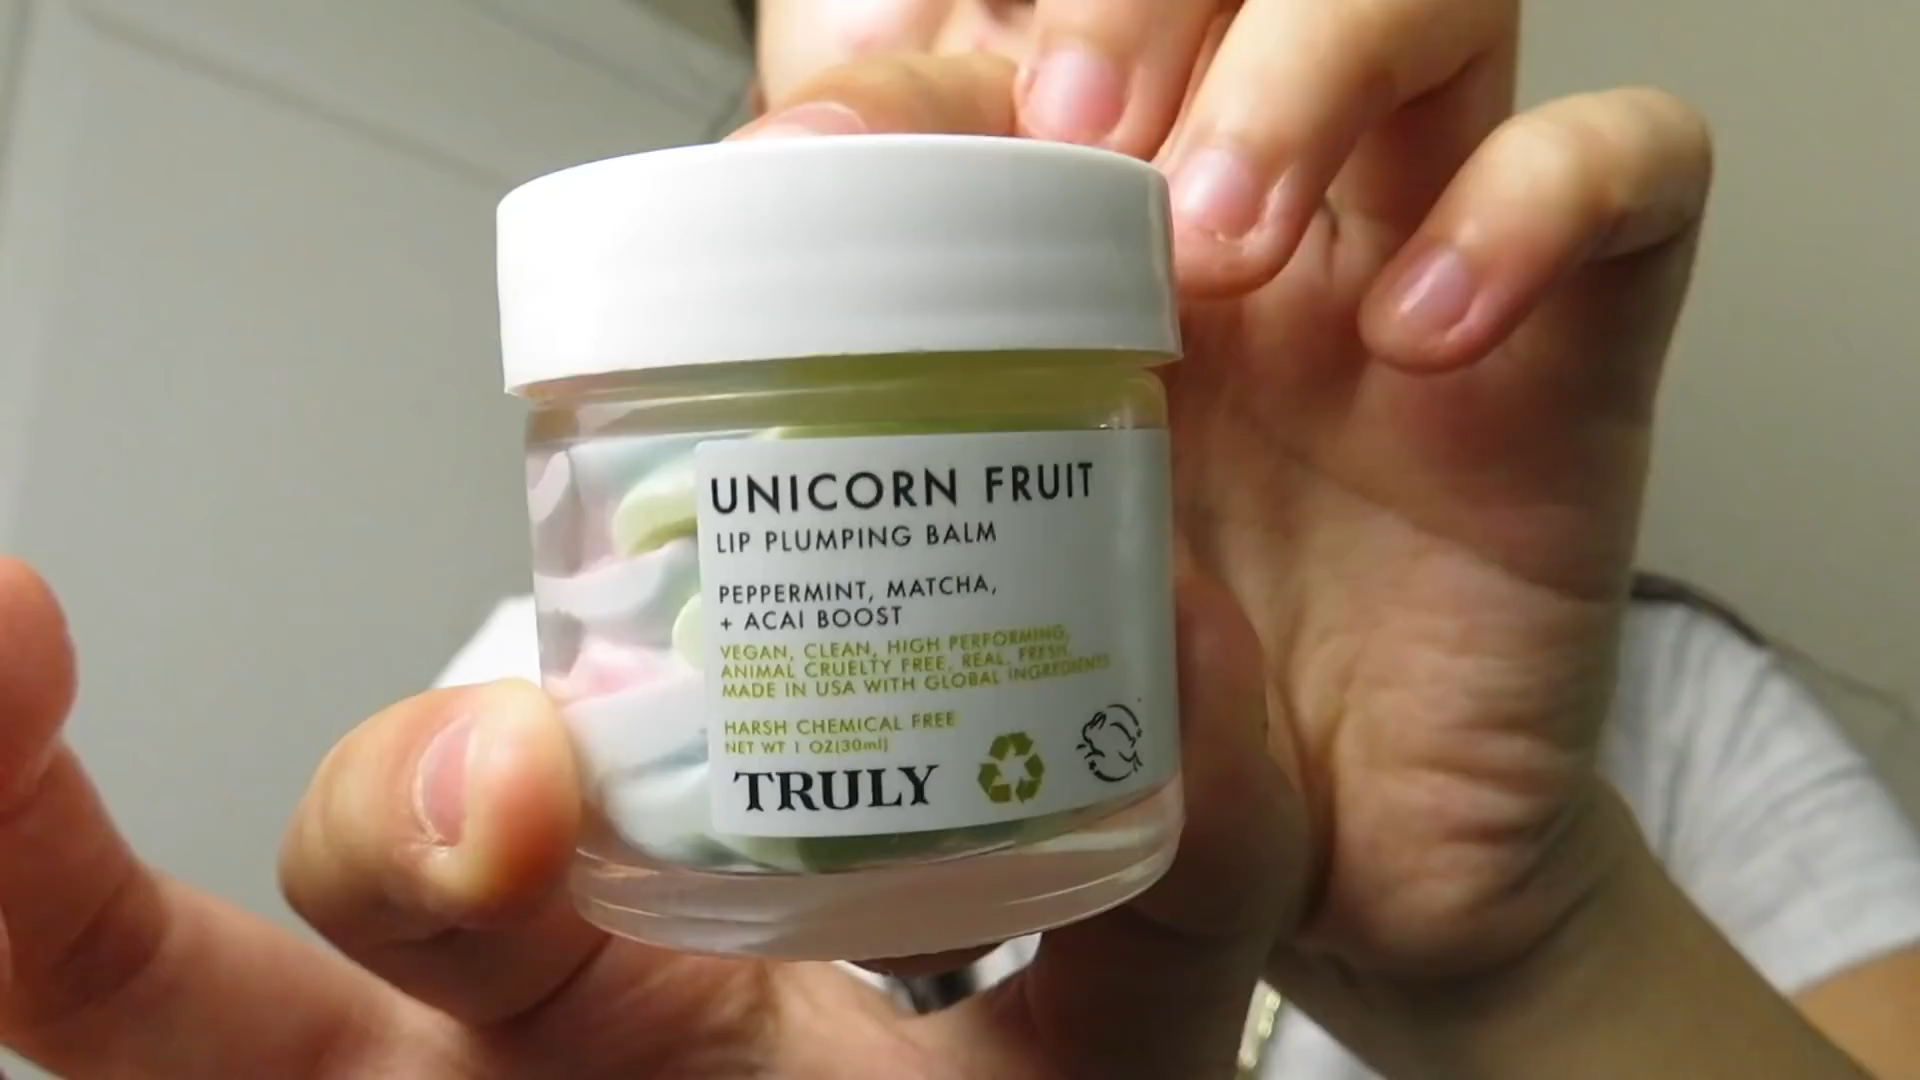 UNICORN FRUIT
LIP PLUMPING BALM
PEPPERMINT, MATCHA,
+ ACAI BOOST
VEGAN, CLEAN, HIGH PERFORMING,
ANIMAL CRUELTY FREE, REAL, FRESH,
MADE IN USA WITH GLOBAL INGREDIENTS
HARSH CHEMICAL FREE
NET WT 1 OZ(30ml)
TRULY